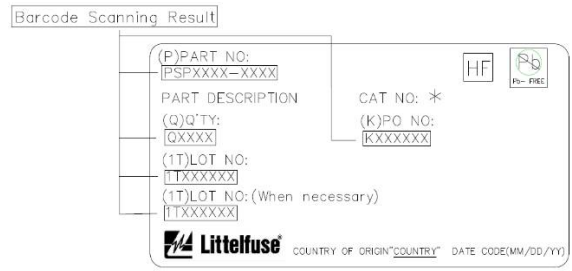 Barcode Scanning Result
(P)PART NO:
PSPXXXX-XXXX
HF
Pb
Pb- FREE
PART DESCRIPTION CAT NO: *
(Q)Q'TY: (K)PO NO:
QXXXX KXXXXXX
(1T)LOT NO:
1TXXXXXX
(1T)LOT NO:(When necessary)
1TXXXXXX
Littelfuse® COUNTRY OF ORIGIN"COUNTRY" DATE CODE(MM/DD/YY)